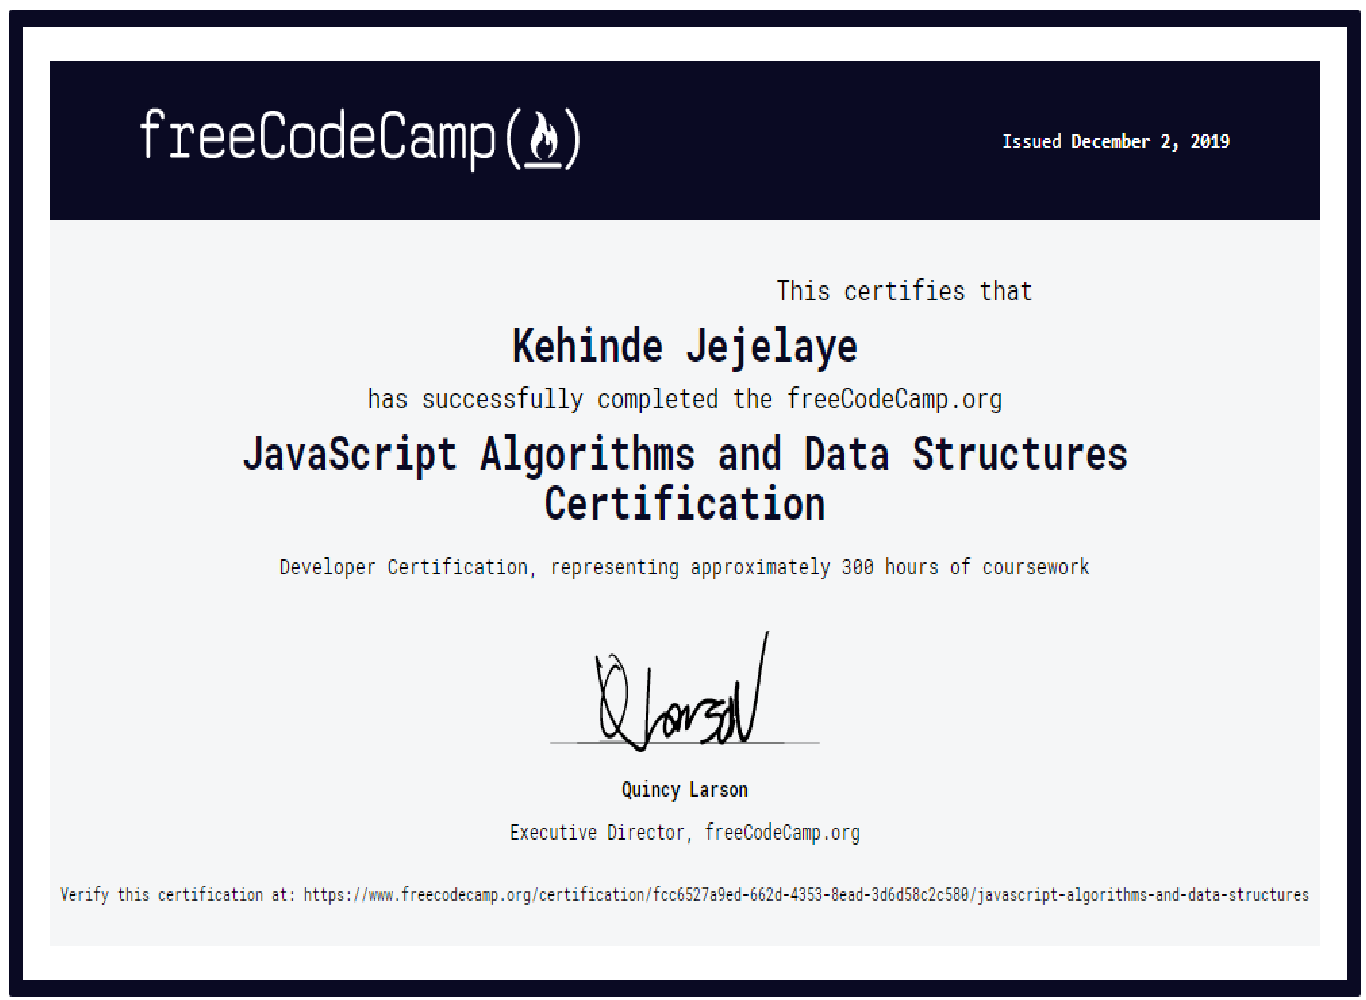 freeCodeCamp(🔥)
Issued December 2, 2019
This certifies that
Kehinde Jejelaye
has successfully completed the freeCodeCamp.org
JavaScript Algorithms and Data Structures
Certification
Developer Certification, representing approximately 300 hours of coursework
Q Larson
Quincy Larson
Executive Director, freeCodeCamp.org
Verify this certification at: https://www.freecodecamp.org/certification/fcc6527a9ed-662d-4353-8ead-3d6d58c2c580/javascript-algorithms-and-data-structures